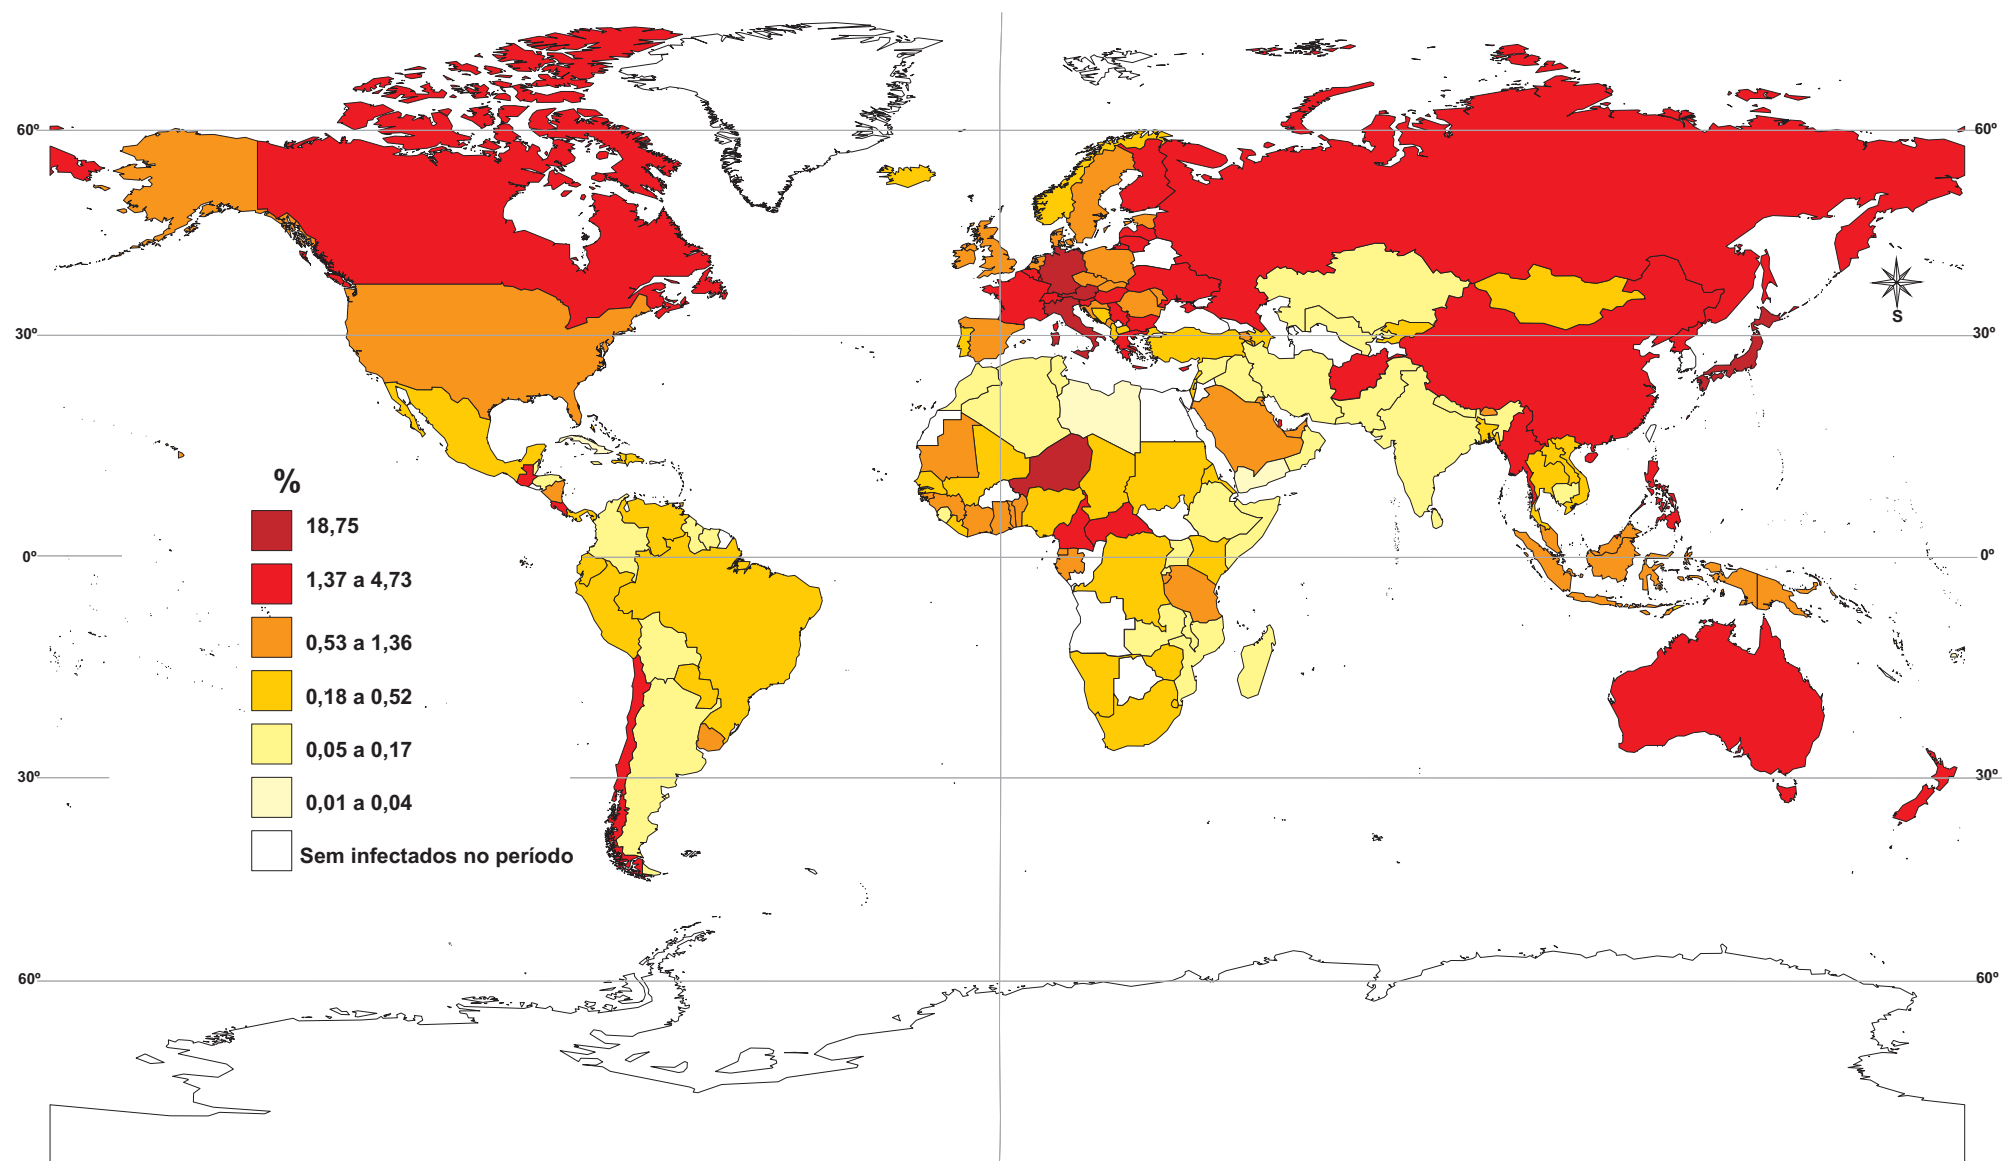 60º
60º
S
30º
30º
%
18,75
1,37 a 4,73
0º
0º
0,53 a 1,36
0,18 a 0,52
0,05 a 0,17
30º
30º
0,01 a 0,04
Sem infectados no período
60º
60º